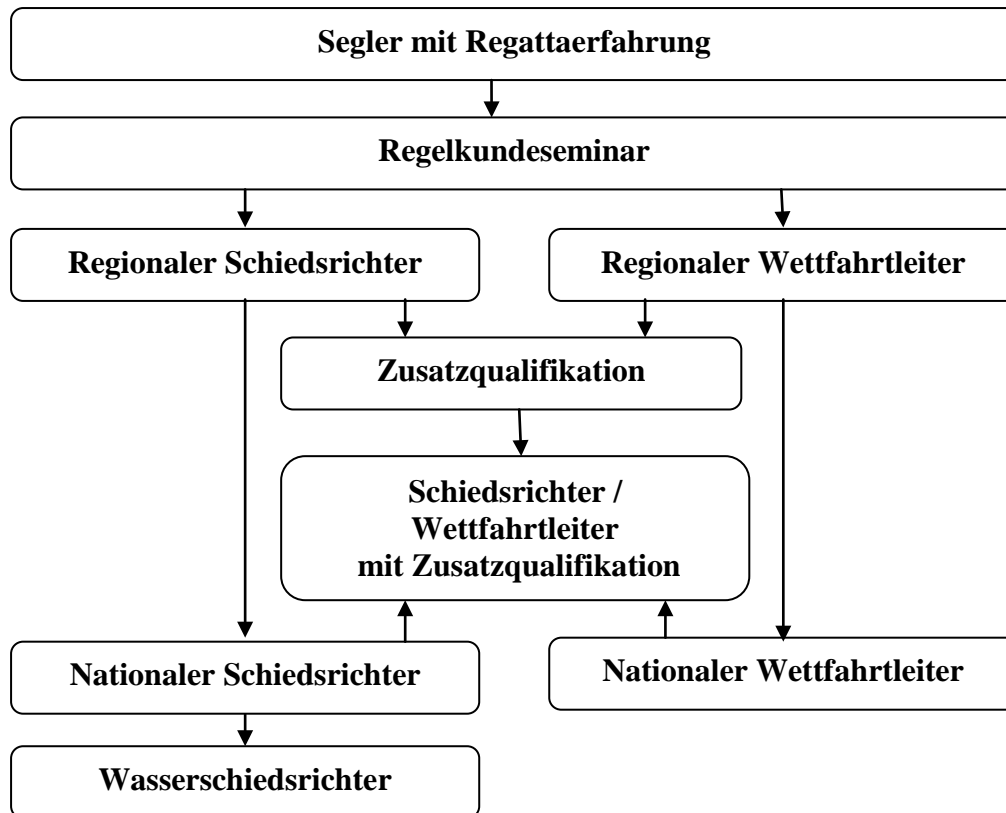 Segler mit Regattaerfahrung
Regelkundeseminar
Regionaler Schiedsrichter
Regionaler Wettfahrtleiter
Zusatzqualifikation
Schiedsrichter /
Wettfahrtleiter
mit Zusatzqualifikation
Nationaler Schiedsrichter
Nationaler Wettfahrtleiter
Wasserschiedsrichter